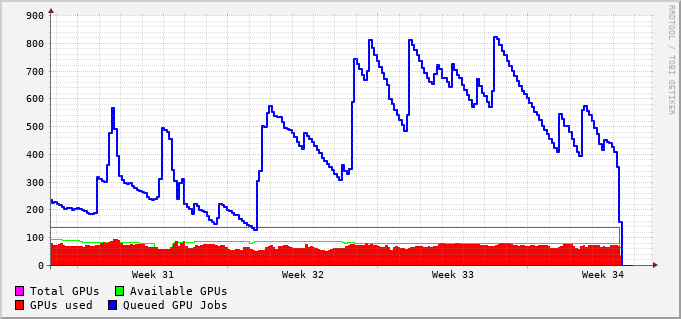 900
800
700
600
500
400
300
200
100
0
Week 31 Week 32 Week 33 Week 34
Total GPUs Available GPUs
GPUs used Queued GPU Jobs
RRDTOOL / TOBI OETIKER